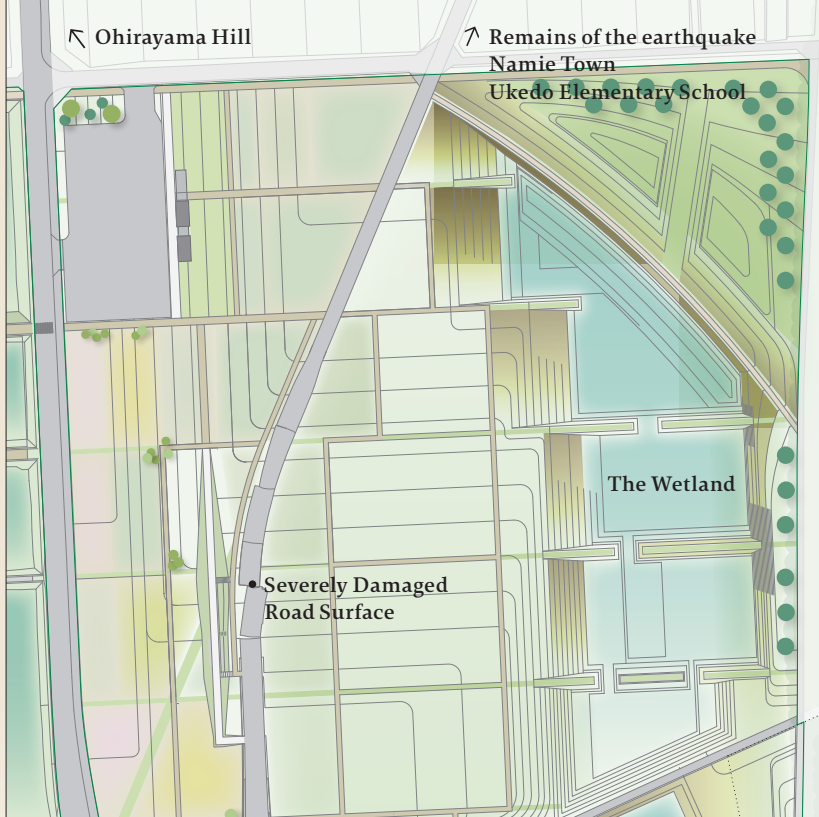 Ohirayama Hill
Remains of the earthquake
Namie Town
Ukedo Elementary School
The Wetland
Severely Damaged
Road Surface